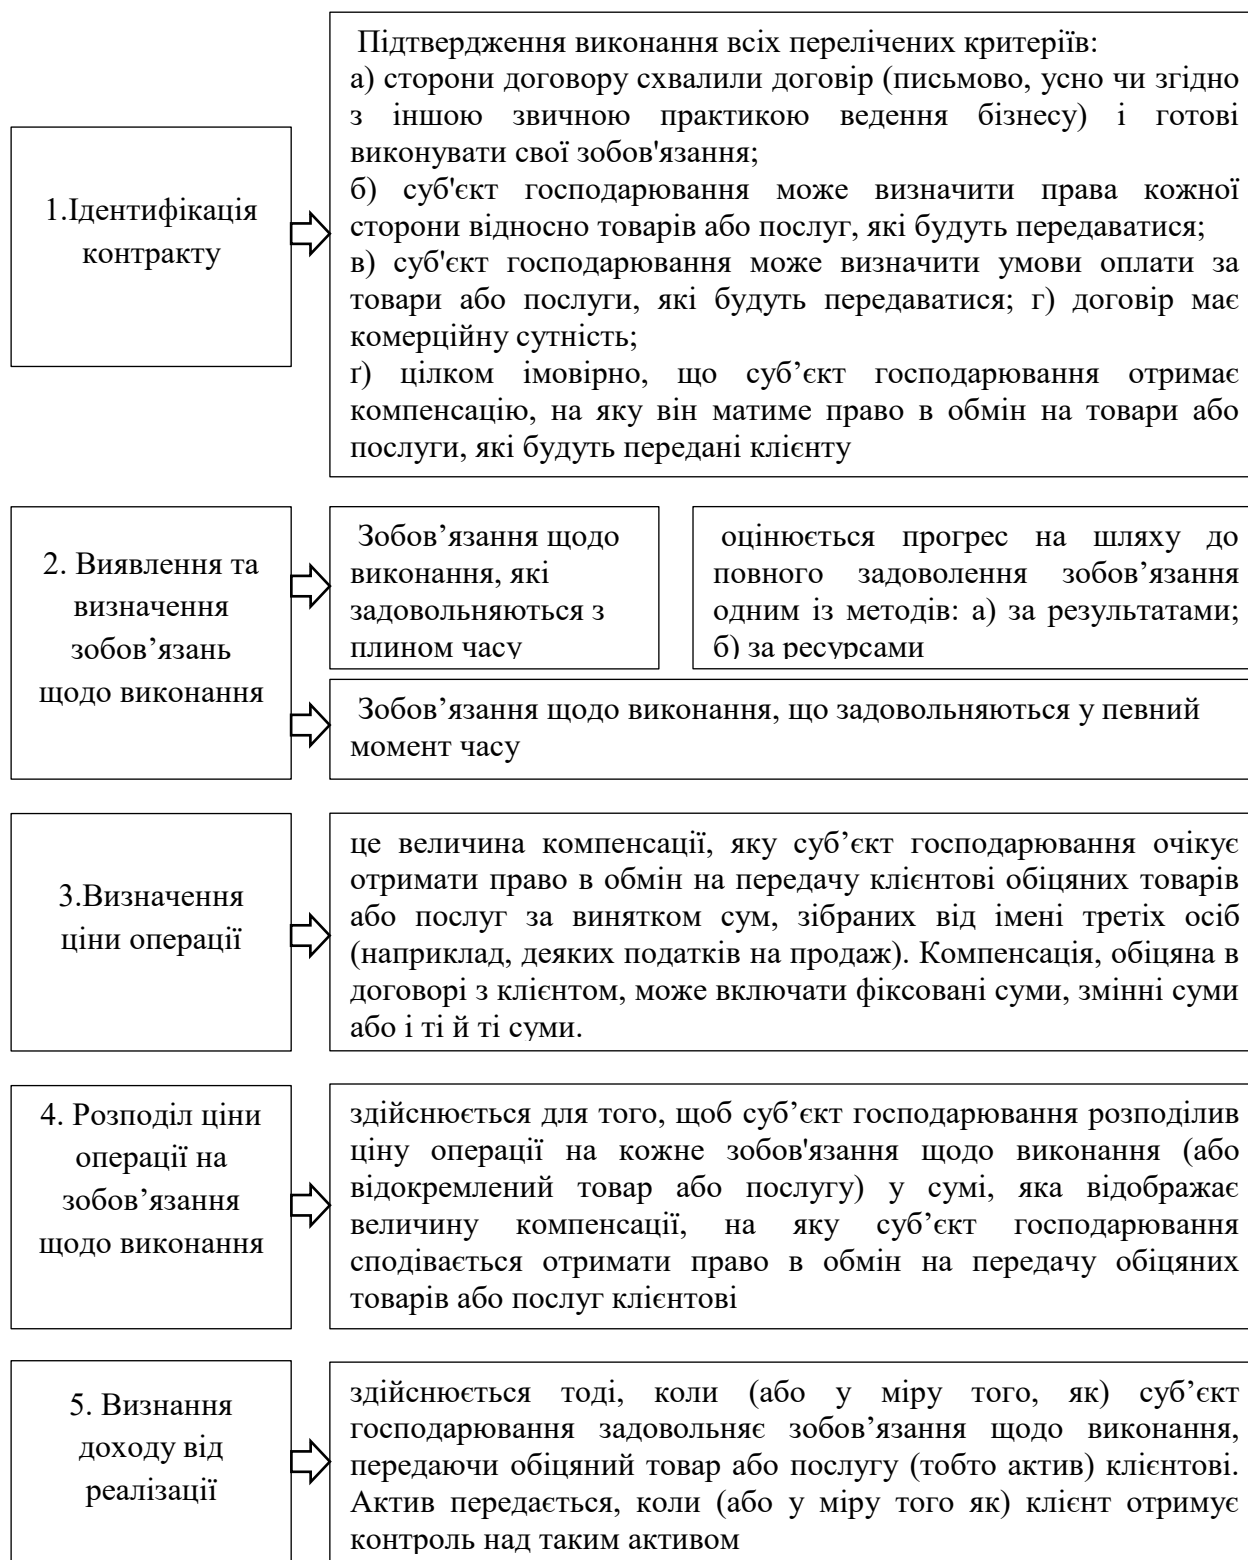 1.Ідентифікація
контракту
Підтвердження виконання всіх перелічених критеріїв:
а) сторони договору схвалили договір (письмово, усно чи згідно
з іншою звичною практикою ведення бізнесу) і готові
виконувати свої зобов'язання;
б) суб'єкт господарювання може визначити права кожної
сторони відносно товарів або послуг, які будуть передаватися;
в) суб'єкт господарювання може визначити умови оплати за
товари або послуги, які будуть передаватися; г) договір має
комерційну сутність;
ґ) цілком імовірно, що суб’єкт господарювання отримає
компенсацію, на яку він матиме право в обмін на товари або
послуги, які будуть передані клієнту
2. Виявлення та
визначення
зобов’язань
щодо виконання
Зобов’язання щодо
виконання, які
задовольняються з
плином часу
оцінюється прогрес на шляху до
повного задоволення зобов’язання
одним із методів: а) за результатами;
б) за ресурсами
Зобов’язання щодо виконання, що задовольняються у певний
момент часу
3.Визначення
ціни операції
це величина компенсації, яку суб’єкт господарювання очікує
отримати право в обмін на передачу клієнтові обіцяних товарів
або послуг за винятком сум, зібраних від імені третіх осіб
(наприклад, деяких податків на продаж). Компенсація, обіцяна в
договорі з клієнтом, може включати фіксовані суми, змінні суми
або і ті й ті суми.
4. Розподіл ціни
операції на
зобов’язання
щодо виконання
здійснюється для того, щоб суб’єкт господарювання розподілив
ціну операції на кожне зобов'язання щодо виконання (або
відокремлений товар або послугу) у сумі, яка відображає
величину компенсації, на яку суб’єкт господарювання
сподівається отримати право в обмін на передачу обіцяних
товарів або послуг клієнтові
5. Визнання
доходу від
реалізації
здійснюється тоді, коли (або у міру того, як) суб’єкт
господарювання задовольняє зобов’язання щодо виконання,
передаючи обіцяний товар або послугу (тобто актив) клієнтові.
Актив передається, коли (або у міру того як) клієнт отримує
контроль над таким активом